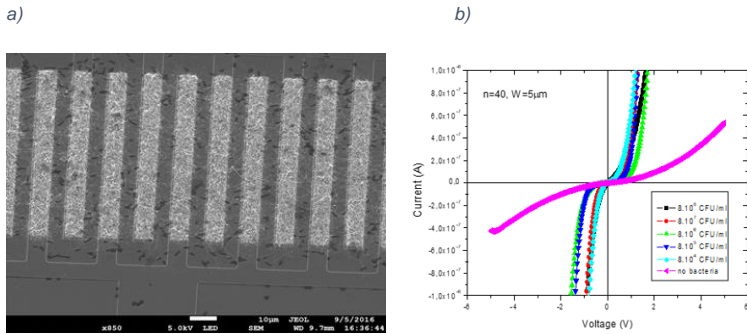 a)
b)
10µm JEOL 9/5/2016
x850 5.0kV LED SEM WD 9.7mm 16:36:44
n=40, W=5µm
Current (A)
1,0x10⁻⁶
8,0x10⁻⁷
6,0x10⁻⁷
4,0x10⁻⁷
2,0x10⁻⁷
0,0
-2,0x10⁻⁷
-4,0x10⁻⁷
-6,0x10⁻⁷
-8,0x10⁻⁷
-1,0x10⁻⁶
8.10⁷ CFU/ml
8.10⁶ CFU/ml
8.10⁵ CFU/ml
8.10⁴ CFU/ml
no bacteria
-6 -4 -2 0 2 4 6
Voltage (V)